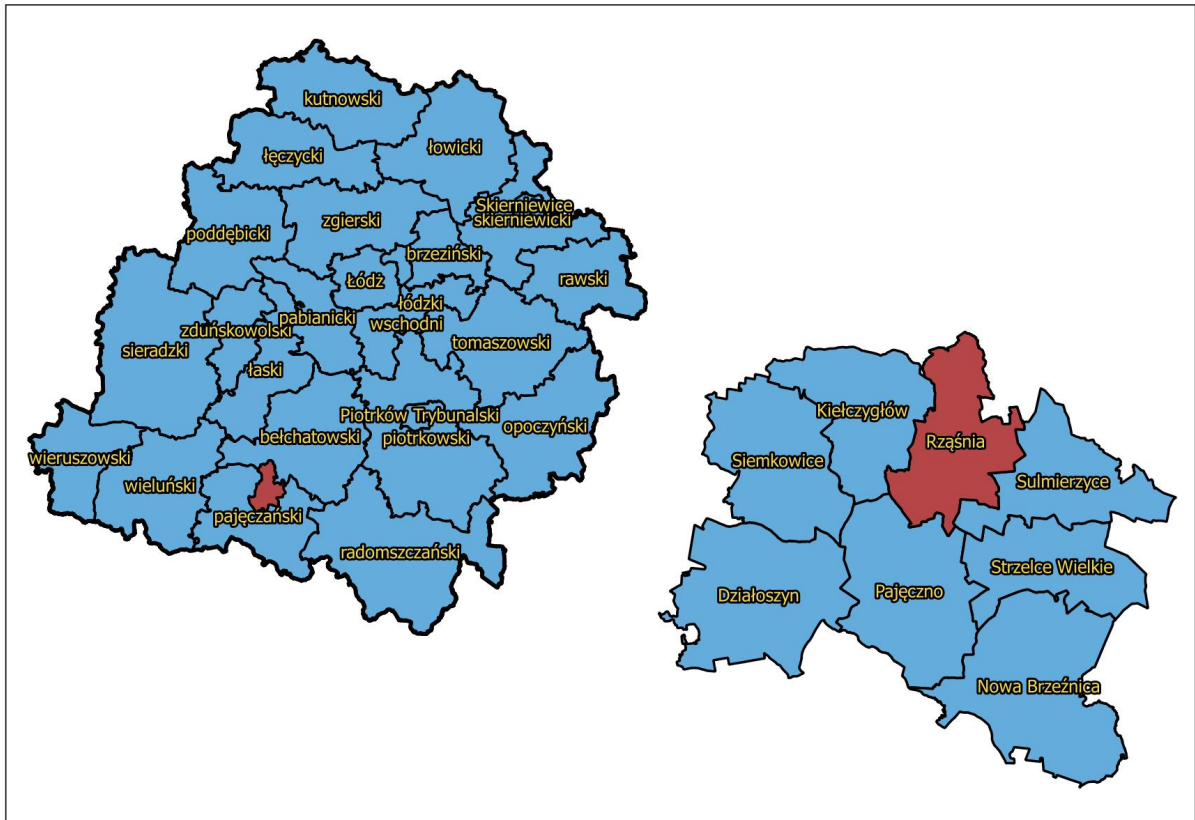 kutnowski
łęczycki
łowicki
Skierniewice
skierniewicki
zgierski
poddębicki
brzeziński
Łódź
rawski
łódzki
wschodni
pabianicki
zduńskowolski
sieradzki
tomaszowski
łaski
Piotrków Trybunalski
piotrkowski
bełchatowski
opoczyński
wieruszowski
wieluński
pajęczański
radomszczański
Kiełczygłów
Rząśnia
Siemkowice
Sulmierzyce
Strzelce Wielkie
Działoszyn
Pajęczno
Nowa Brzeźnica